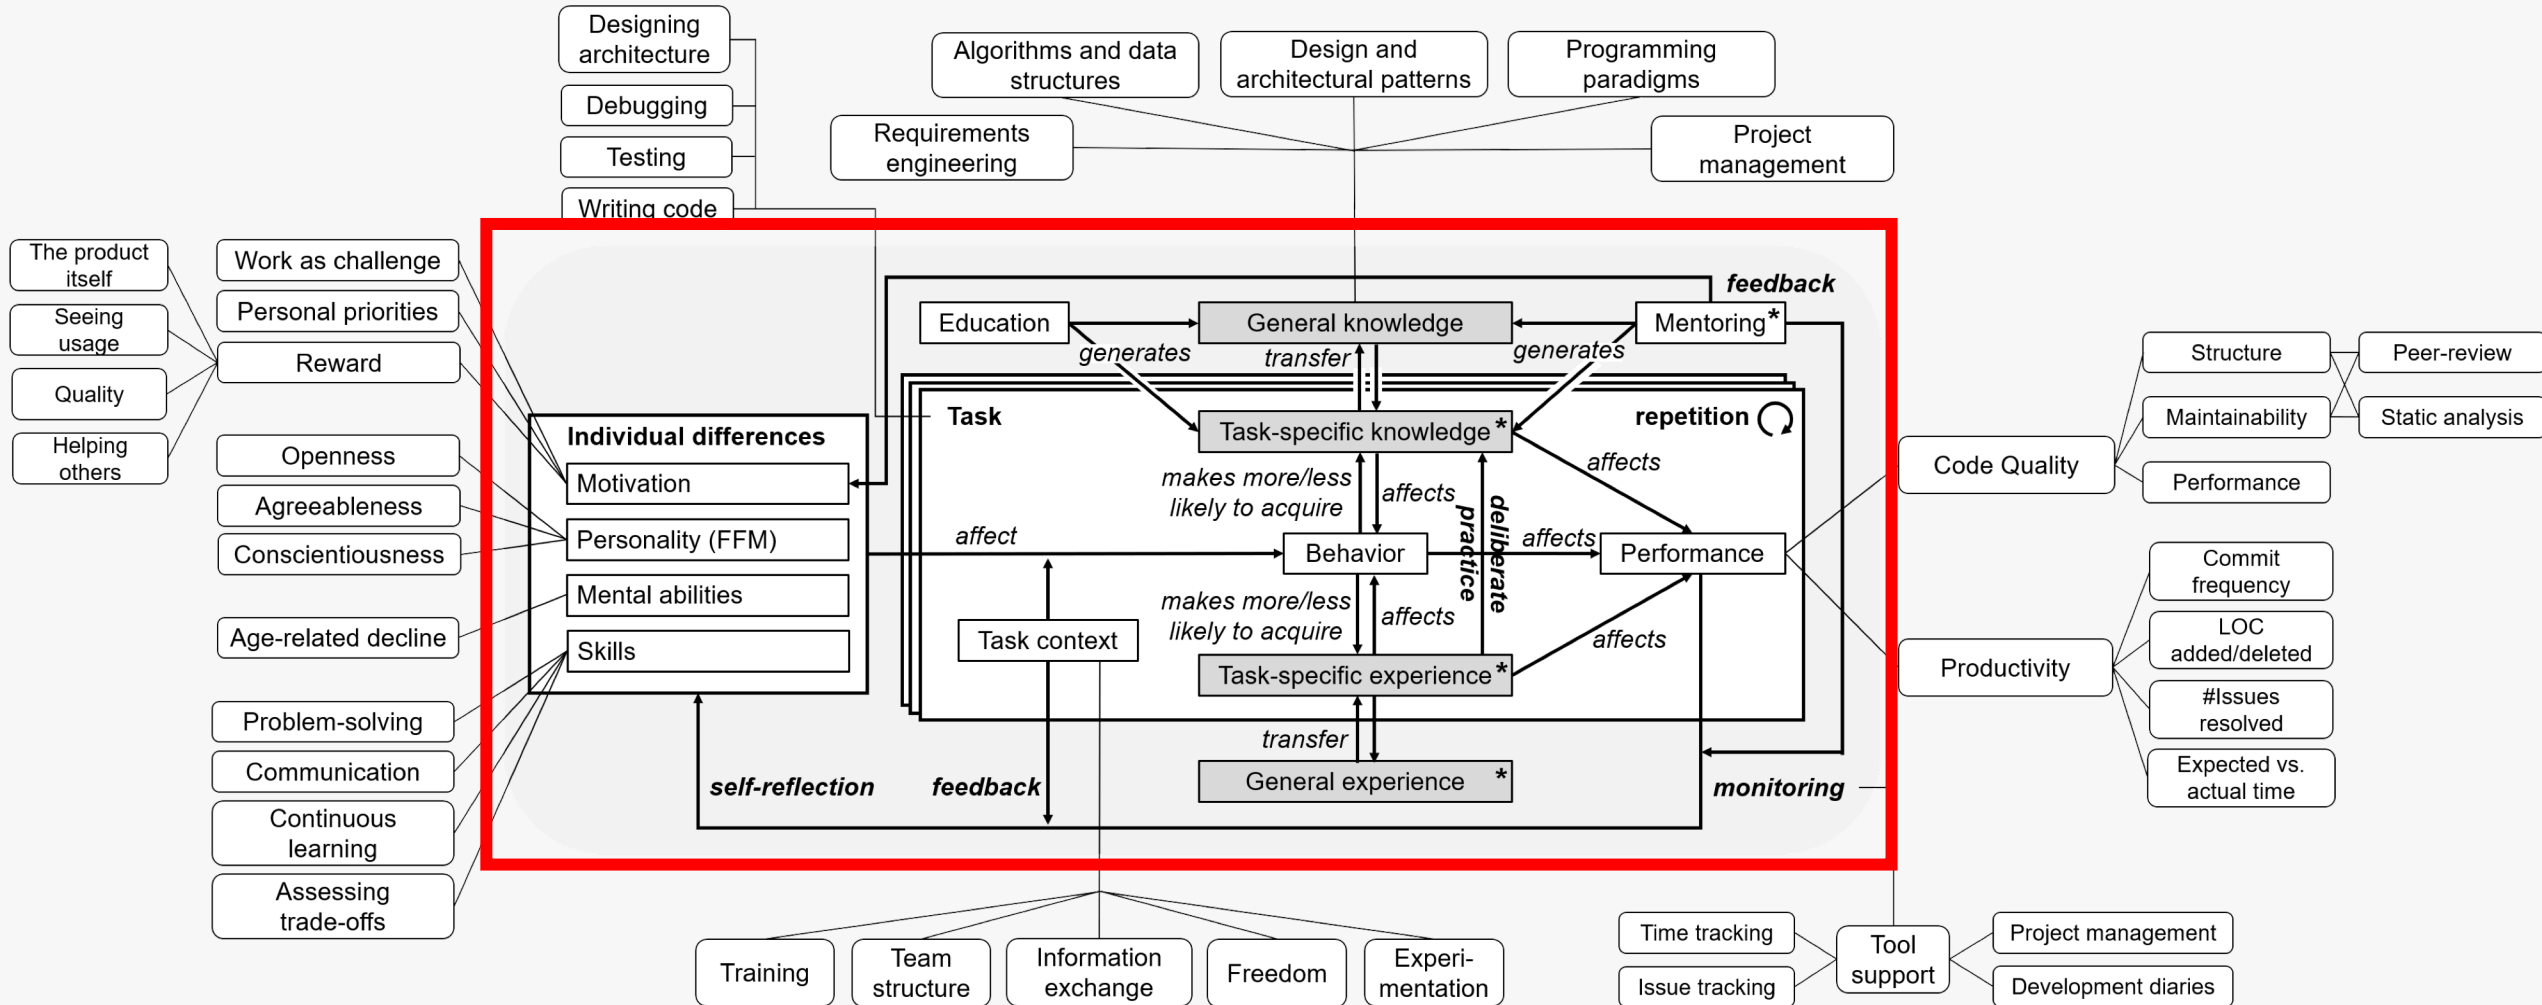 Designing
architecture
Debugging
Testing
Writing code
Algorithms and data
structures
Design and
architectural patterns
Programming
paradigms
Requirements
engineering
Project
management
The product
itself
Seeing
usage
Quality
Helping
others
Work as challenge
Personal priorities
Reward
Openness
Agreeableness
Conscientiousness
Age-related decline
Problem-solving
Communication
Continuous
learning
Assessing
trade-offs
Individual differences
Motivation
Personality (FFM)
Mental abilities
Skills
feedback
Education
General knowledge
Mentoring*
generates
transfer
generates
Task
Task-specific knowledge*
repetition
makes more/less
likely to acquire
affects
deliberate
practice
affects
affect
Behavior
affects
Performance
makes more/less
likely to acquire
affects
affects
Task context
Task-specific experience*
transfer
General experience *
self-reflection
feedback
monitoring
Code Quality
Structure
Maintainability
Performance
Peer-review
Static analysis
Productivity
Commit
frequency
LOC
added/deleted
#Issues
resolved
Expected vs.
actual time
Training
Team
structure
Information
exchange
Freedom
Experi-
mentation
Time tracking
Issue tracking
Tool
support
Project management
Development diaries